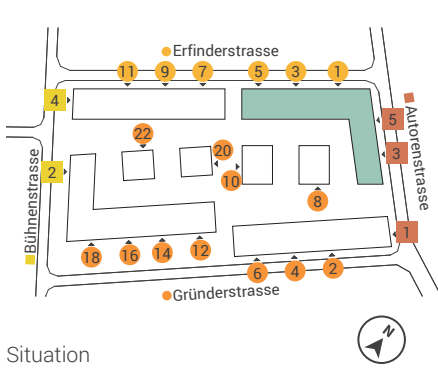 Erfinderstrasse
11 9 7 5 3 1
4
5
Autorenstrasse
22
3
20
2
10
8
Bühnenstrasse
1
18 16 14 12
6 4 2
Gründerstrasse
N
Situation